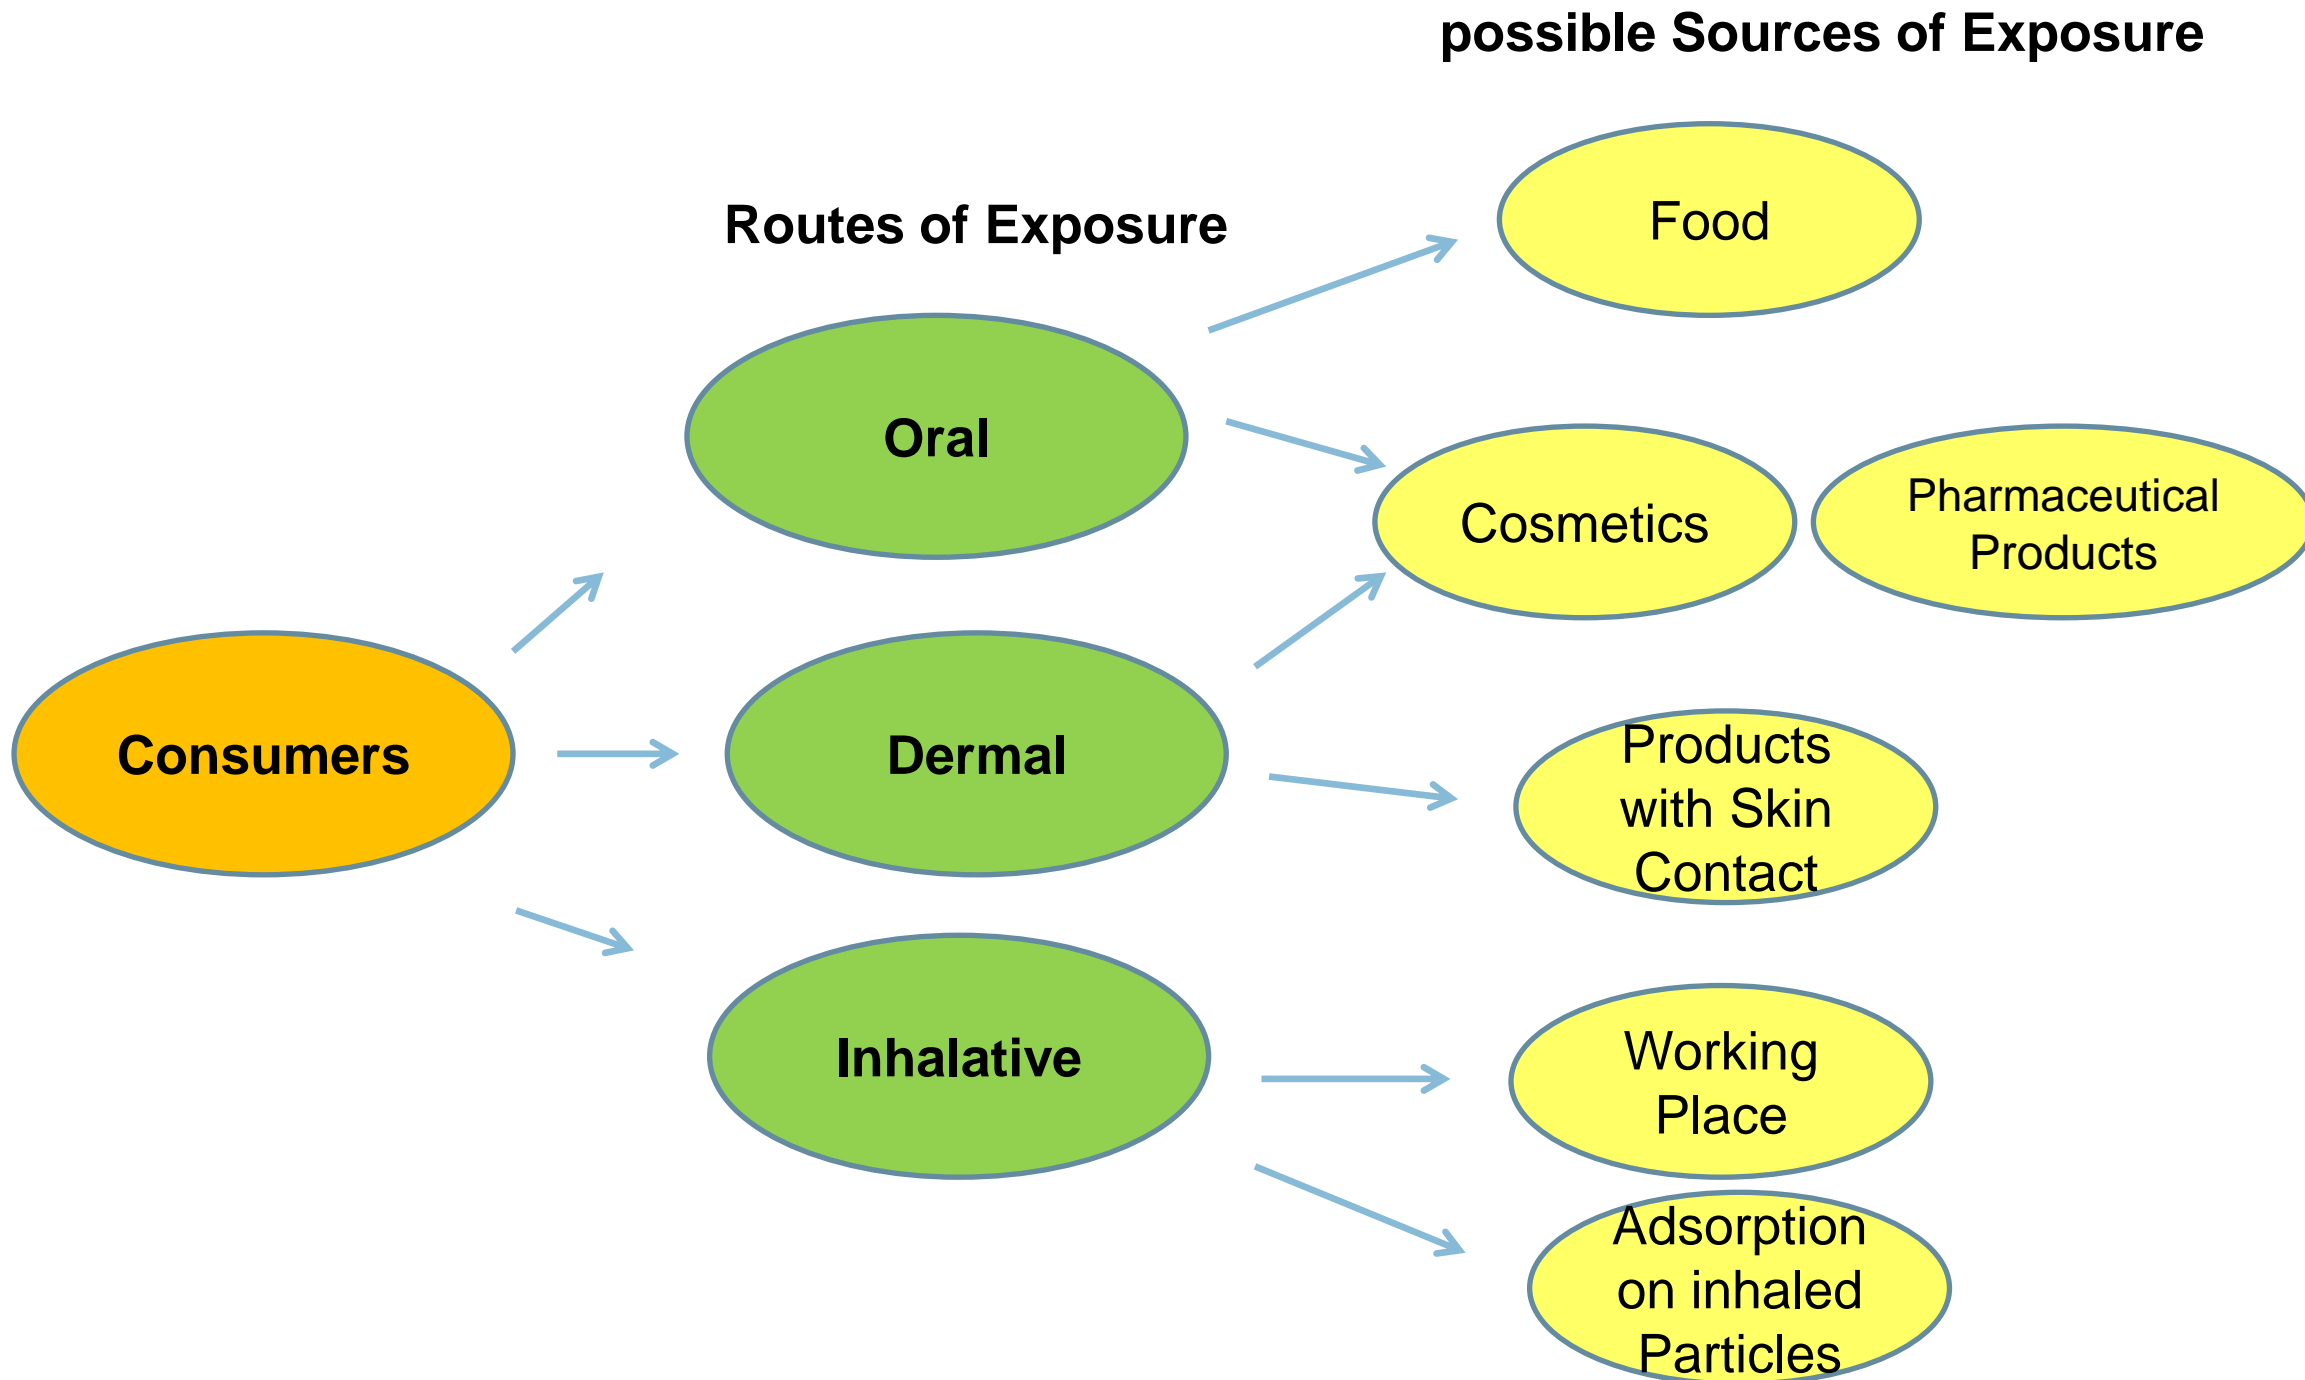 possible Sources of Exposure
Routes of Exposure
Food
Oral
Cosmetics
Pharmaceutical
Products
Consumers
Dermal
Products
with Skin
Contact
Inhalative
Working
Place
Adsorption
on inhaled
Particles